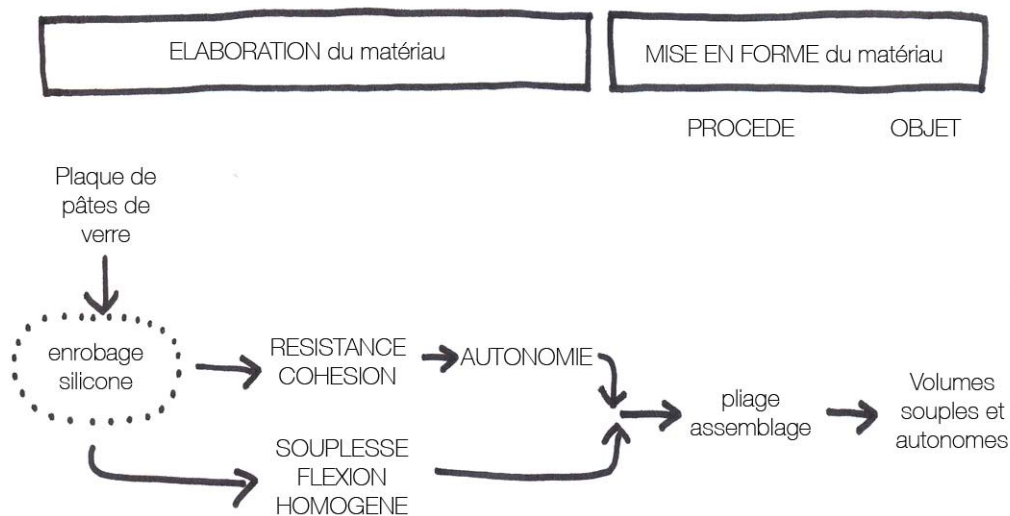 ELABORATION du matériau
MISE EN FORME du matériau
PROCEDE
OBJET
Plaque de
pâtes de
verre
enrobage
silicone
RESISTANCE
COHESION
AUTONOMIE
SOUPLESSE
FLEXION
HOMOGENE
pliage
assemblage
Volumes
souples et
autonomes